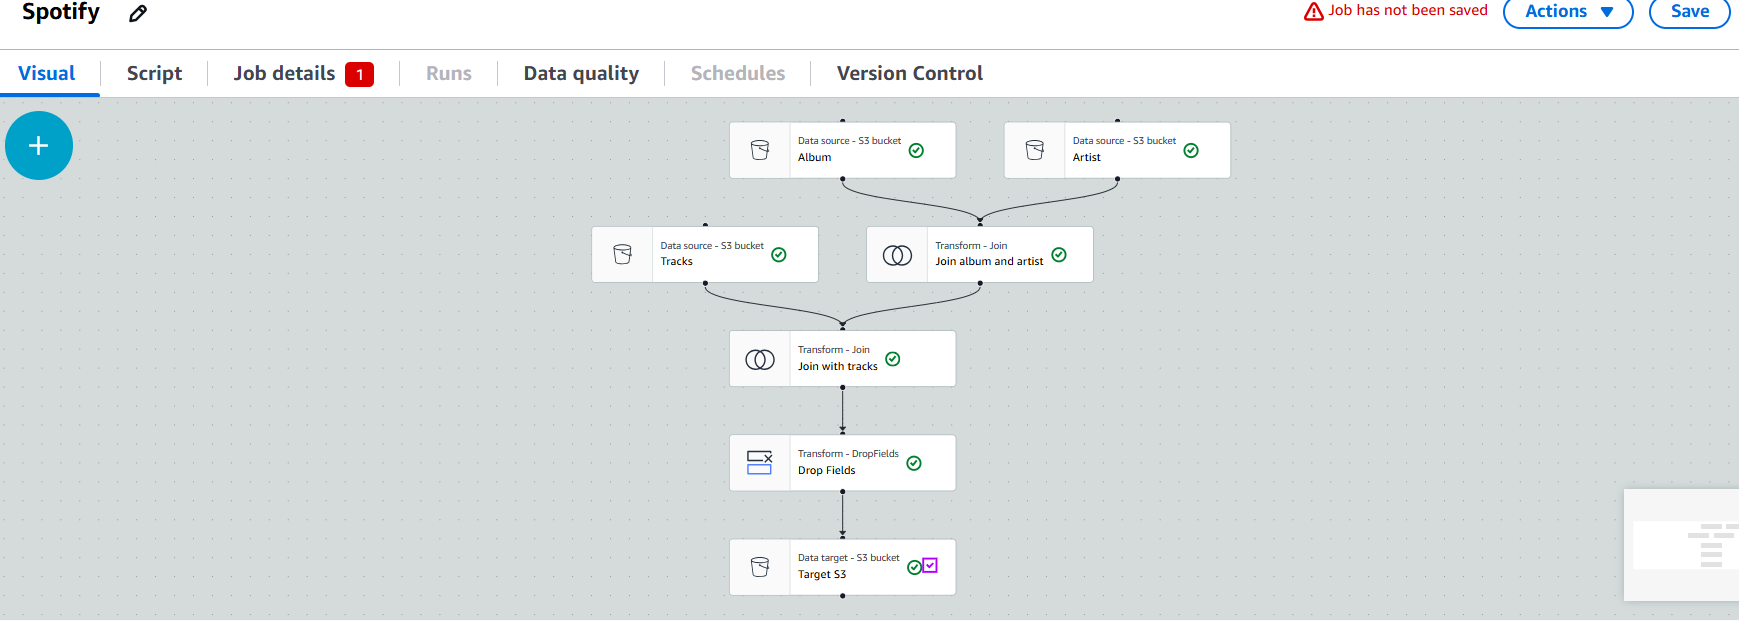 Spotify
Job has not been saved
Actions
Save
Visual
Script
Job details 1
Runs
Data quality
Schedules
Version Control
+
Data source - S3 bucket
Album
Data source - S3 bucket
Artist
Data source - S3 bucket
Tracks
Transform - Join
Join album and artist
Transform - Join
Join with tracks
Transform - DropFields
Drop Fields
Data target - S3 bucket
Target S3